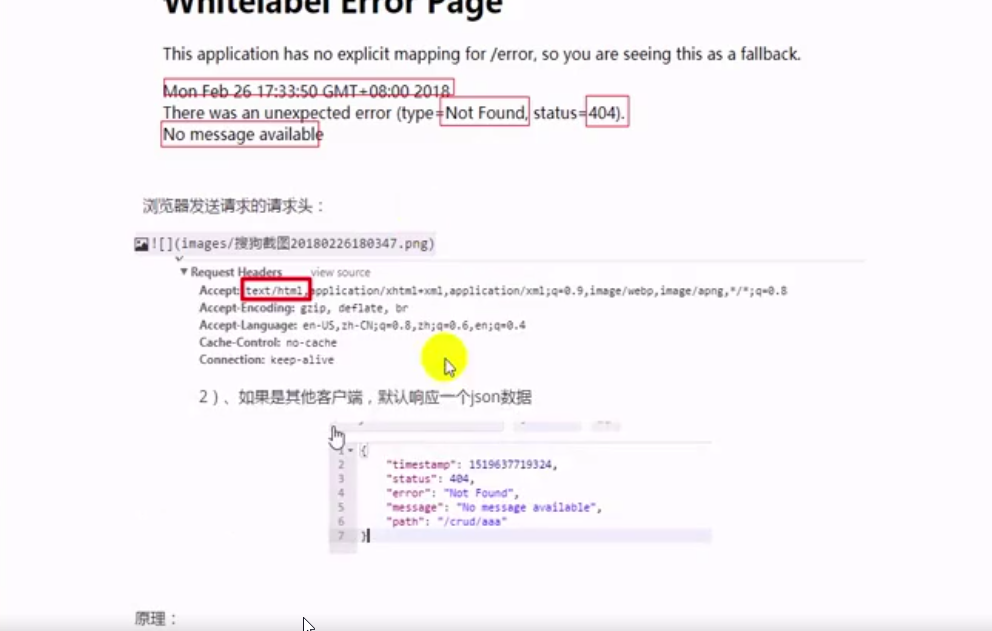 Whitelabel Error Page
This application has no explicit mapping for /error, so you are seeing this as a fallback.
Mon Feb 26 17:33:50 GMT+08:00 2018
There was an unexpected error (type=Not Found, status=404).
No message available
浏览器发送请求的请求头：
![](images/搜狗截图20180226180347.png)
Request Headers view source
Accept: text/html,application/xhtml+xml,application/xml;q=0.9,image/webp,image/apng,*/*;q=0.8
Accept-Encoding: gzip, deflate, br
Accept-Language: en-US,zh-CN;q=0.8,zh;q=0.6,en;q=0.4
Cache-Control: no-cache
Connection: keep-alive
2）、如果是其他客户端，默认响应一个json数据
1 {
2 "timestamp": 1519637719324,
3 "status": 404,
4 "error": "Not Found",
5 "message": "No message available",
6 "path": "/crud/aaa"
7 }
原理：